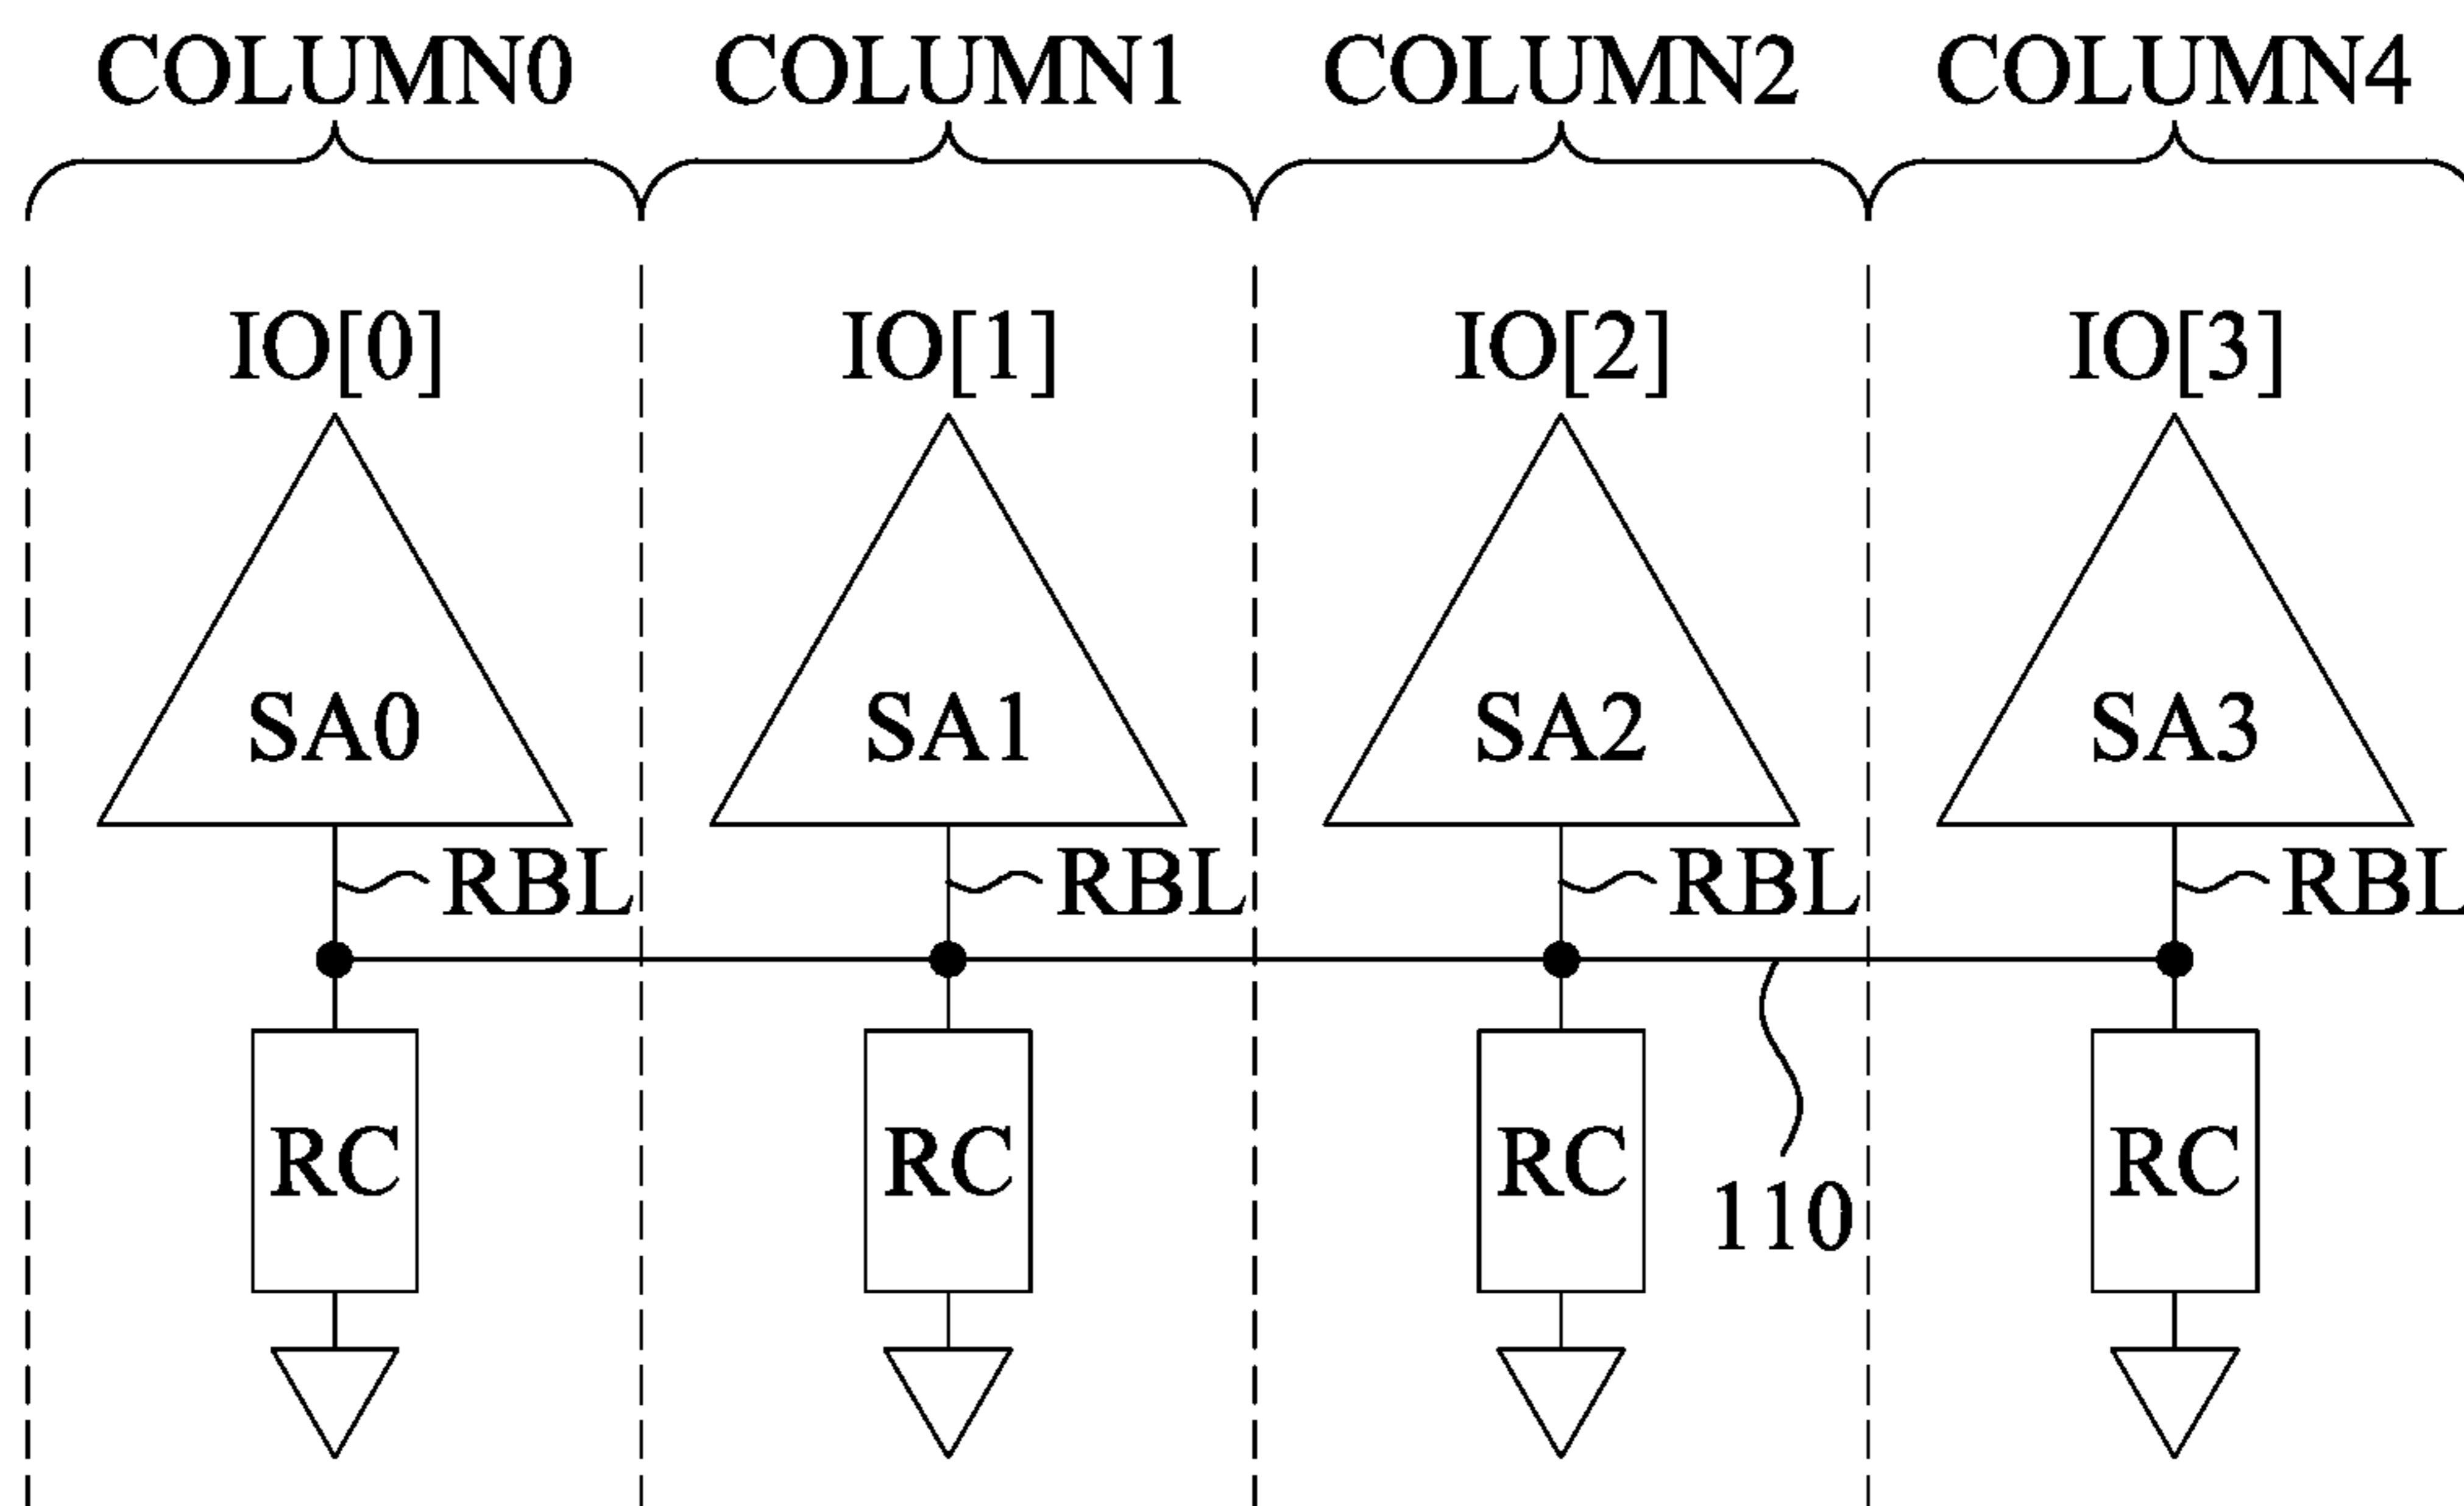 COLUMN0 COLUMN1 COLUMN2 COLUMN4
IO[0] IO[1] IO[2] IO[3]
SA0 SA1 SA2 SA3
RBL RBL RBL RBL
RC RC RC RC
110